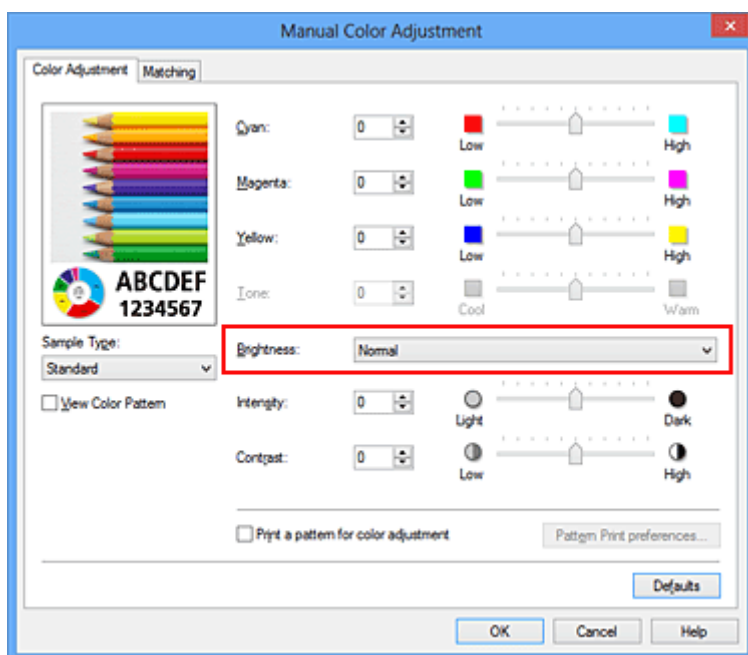 Manual Color Adjustment
Color Adjustment Matching
Cyan: 0 Low High
Magenta: 0 Low High
Yellow: 0 Low High
Tone: 0 Cool Warm
ABCDEF
1234567
Sample Type:
Standard
View Color Pattern
Brightness: Normal
Intensity: 0 Light Dark
Contrast: 0 Low High
Print a pattern for color adjustment Pattern Print preferences...
Defaults
OK Cancel Help